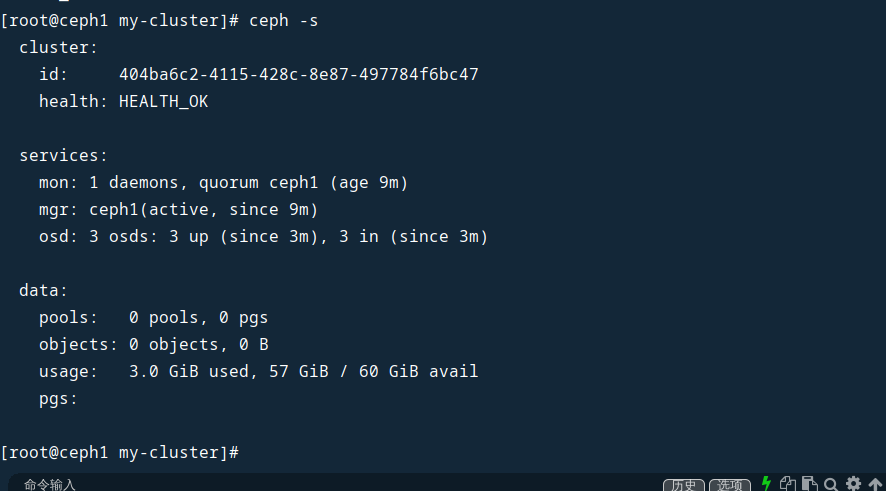 [root@ceph1 my-cluster]# ceph -s
  cluster:
    id:     404ba6c2-4115-428c-8e87-497784f6bc47
    health: HEALTH_OK

  services:
    mon: 1 daemons, quorum ceph1 (age 9m)
    mgr: ceph1(active, since 9m)
    osd: 3 osds: 3 up (since 3m), 3 in (since 3m)

  data:
    pools:   0 pools, 0 pgs
    objects: 0 objects, 0 B
    usage:   3.0 GiB used, 57 GiB / 60 GiB avail
    pgs:

[root@ceph1 my-cluster]#
命令输入 历史 选项